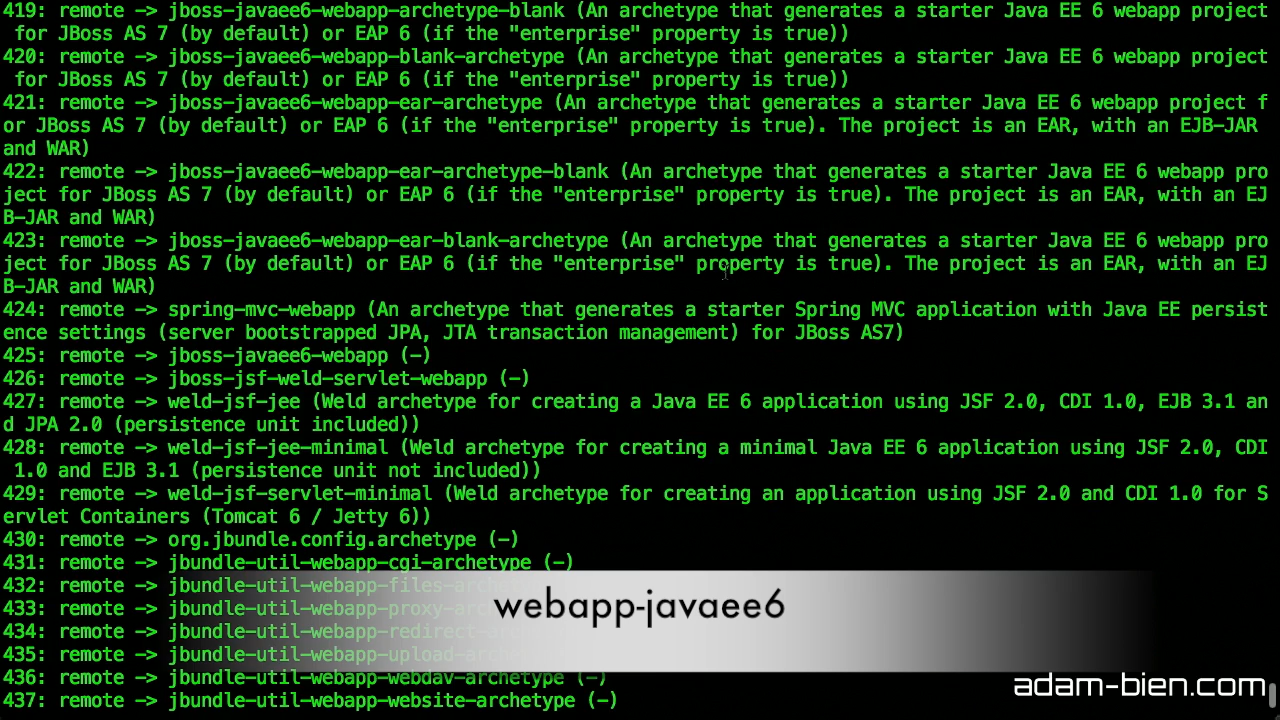 419: remote -> jboss-javaee6-webapp-archetype-blank (An archetype that generates a starter Java EE 6 webapp project
 for JBoss AS 7 (by default) or EAP 6 (if the "enterprise" property is true))
420: remote -> jboss-javaee6-webapp-blank-archetype (An archetype that generates a starter Java EE 6 webapp project
 for JBoss AS 7 (by default) or EAP 6 (if the "enterprise" property is true))
421: remote -> jboss-javaee6-webapp-ear-archetype (An archetype that generates a starter Java EE 6 webapp project f
or JBoss AS 7 (by default) or EAP 6 (if the "enterprise" property is true). The project is an EAR, with an EJB-JAR
and WAR)
422: remote -> jboss-javaee6-webapp-ear-archetype-blank (An archetype that generates a starter Java EE 6 webapp pro
ject for JBoss AS 7 (by default) or EAP 6 (if the "enterprise" property is true). The project is an EAR, with an EJ
B-JAR and WAR)
423: remote -> jboss-javaee6-webapp-ear-blank-archetype (An archetype that generates a starter Java EE 6 webapp pro
ject for JBoss AS 7 (by default) or EAP 6 (if the "enterprise" property is true). The project is an EAR, with an EJ
B-JAR and WAR)
424: remote -> spring-mvc-webapp (An archetype that generates a starter Spring MVC application with Java EE persist
ence settings (server bootstrapped JPA, JTA transaction management) for JBoss AS7)
425: remote -> jboss-javaee6-webapp (-)
426: remote -> jboss-jsf-weld-servlet-webapp (-)
427: remote -> weld-jsf-jee (Weld archetype for creating a Java EE 6 application using JSF 2.0, CDI 1.0, EJB 3.1 an
d JPA 2.0 (persistence unit included))
428: remote -> weld-jsf-jee-minimal (Weld archetype for creating a minimal Java EE 6 application using JSF 2.0, CDI
 1.0 and EJB 3.1 (persistence unit not included))
429: remote -> weld-jsf-servlet-minimal (Weld archetype for creating an application using JSF 2.0 and CDI 1.0 for S
ervlet Containers (Tomcat 6 / Jetty 6))
430: remote -> org.jbundle.config.archetype (-)
431: remote -> jbundle-util-webapp-cgi-archetype (-)
432: remote -> jbundle-util-webapp-files-arch
433: remote -> jbundle-util-webapp-proxy-arc
webapp-javaee6
434: remote -> jbundle-util-webapp-redirect-
435: remote -> jbundle-util-webapp-upload-arche
436: remote -> jbundle-util-webapp-webdav-archetype (-)
adam-bien.com
437: remote -> jbundle-util-webapp-website-archetype (-)